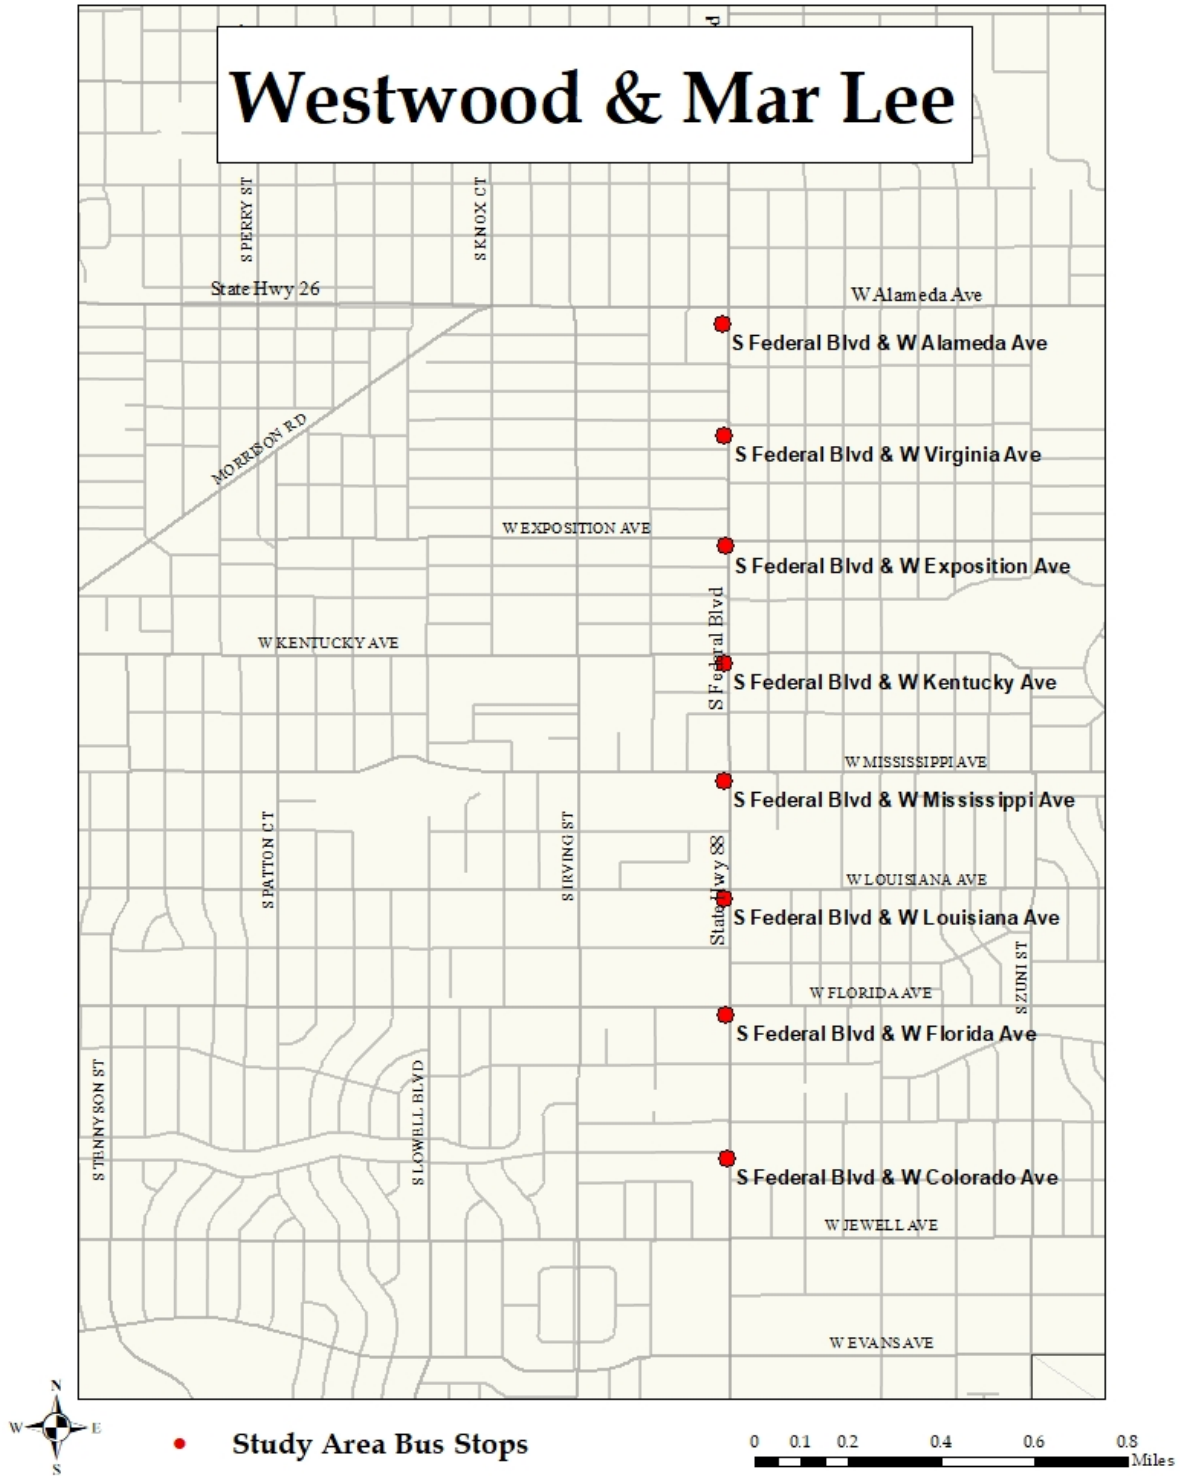 Westwood & Mar Lee
S PERRY ST
S KNOX CT
State Hwy 26
W Alameda Ave
S Federal Blvd & W Alameda Ave
MORRISON RD
S Federal Blvd & W Virginia Ave
W EXPOSITION AVE
S Federal Blvd & W Exposition Ave
S Federal Blvd
W KENTUCKY AVE
S Federal Blvd & W Kentucky Ave
W MISSISSIPPI AVE
S Federal Blvd & W Mississippi Ave
S PATTON CT
S IRVING ST
State Hwy 88
W LOUISIANA AVE
S Federal Blvd & W Louisiana Ave
S ZUNI ST
W FLORIDA AVE
S Federal Blvd & W Florida Ave
S TENNYSON ST
S LOWELL BLVD
S Federal Blvd & W Colorado Ave
W JEWELL AVE
W EVANS AVE
N
W E
S
Study Area Bus Stops
0 0.1 0.2 0.4 0.6 0.8
Miles